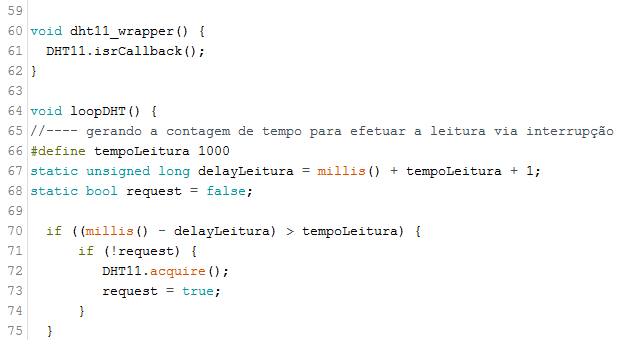 59
60 void dht11_wrapper() {
61   DHT11.isrCallback();
62 }
63
64 void loopDHT() {
65 //---- gerando a contagem de tempo para efetuar a leitura via interrupção
66 #define tempoLeitura 1000
67 static unsigned long delayLeitura = millis() + tempoLeitura + 1;
68 static bool request = false;
69
70   if ((millis() - delayLeitura) > tempoLeitura) {
71       if (!request) {
72          DHT11.acquire();
73          request = true;
74       }
75   }